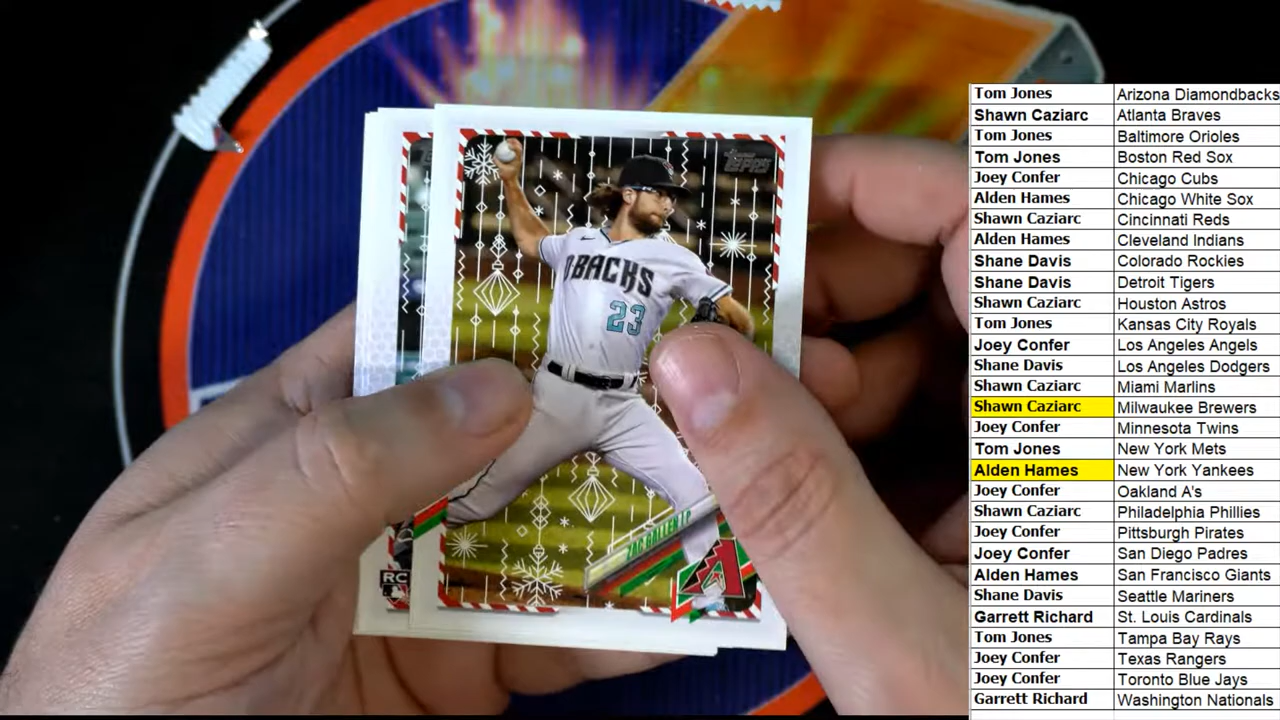 TOPPS
DBACKS
23
ZAC GALLEN | P
A
RC
Tom Jones Arizona Diamondbacks
Shawn Caziarc Atlanta Braves
Tom Jones Baltimore Orioles
Tom Jones Boston Red Sox
Joey Confer Chicago Cubs
Alden Hames Chicago White Sox
Shawn Caziarc Cincinnati Reds
Alden Hames Cleveland Indians
Shane Davis Colorado Rockies
Shane Davis Detroit Tigers
Shawn Caziarc Houston Astros
Tom Jones Kansas City Royals
Joey Confer Los Angeles Angels
Shane Davis Los Angeles Dodgers
Shawn Caziarc Miami Marlins
Shawn Caziarc Milwaukee Brewers
Joey Confer Minnesota Twins
Tom Jones New York Mets
Alden Hames New York Yankees
Joey Confer Oakland A's
Shawn Caziarc Philadelphia Phillies
Joey Confer Pittsburgh Pirates
Joey Confer San Diego Padres
Alden Hames San Francisco Giants
Shane Davis Seattle Mariners
Garrett Richard St. Louis Cardinals
Tom Jones Tampa Bay Rays
Joey Confer Texas Rangers
Joey Confer Toronto Blue Jays
Garrett Richard Washington Nationals